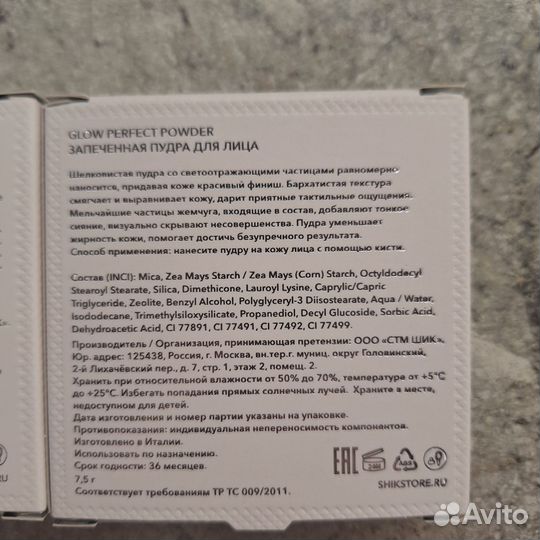 GLOW PERFECT POWDER
ЗАПЕЧЕННАЯ ПУДРА ДЛЯ ЛИЦА
Шелковистая пудра со светоотражающими частицами равномерно
наносится, придавая коже красивый финиш. Бархатистая текстура
смягчает и выравнивает кожу, дарит приятные тактильные ощущения.
Мельчайшие частицы жемчуга, входящие в состав, добавляют тонкое
сияние, визуально скрывают несовершенства. Пудра уменьшает
жирность кожи, помогает достичь безупречного результата.
Способ применения: нанесите пудру на кожу лица с помощью кисти.
Состав (INCI): Mica, Zea Mays Starch / Zea Mays (Corn) Starch, Octyldodecyl
Stearoyl Stearate, Silica, Dimethicone, Lauroyl Lysine, Caprylic/Capric
Triglyceride, Zeolite, Benzyl Alcohol, Polyglyceryl-3 Diisostearate, Aqua / Water,
Isododecane, Trimethylsiloxysilicate, Propanediol, Decyl Glucoside, Sorbic Acid,
Dehydroacetic Acid, CI 77891, CI 77491, CI 77492, CI 77499.
Производитель / Организация, принимающая претензии: ООО «СТМ ШИК»,
Юр. адрес: 125438, Россия, г. Москва, вн.тер.г. муниц. округ Головинский,
2-й Лихачёвский пер., д. 7, стр. 1, этаж 2, помещ. 2.
Хранить при относительной влажности от 50% до 70%, температура от +5°C
до +25°C. Избегать попадания прямых солнечных лучей. Храните в месте,
недоступном для детей.
Дата изготовления и номер партии указаны на упаковке.
Противопоказания: индивидуальная непереносимость компонентов.
Изготовлено в Италии.
Использовать по назначению.
Срок годности: 36 месяцев.
7,5 г
Соответствует требованиям ТР ТС 009/2011.
EAC
24M
SHIKSTORE.RU
RU
Avito